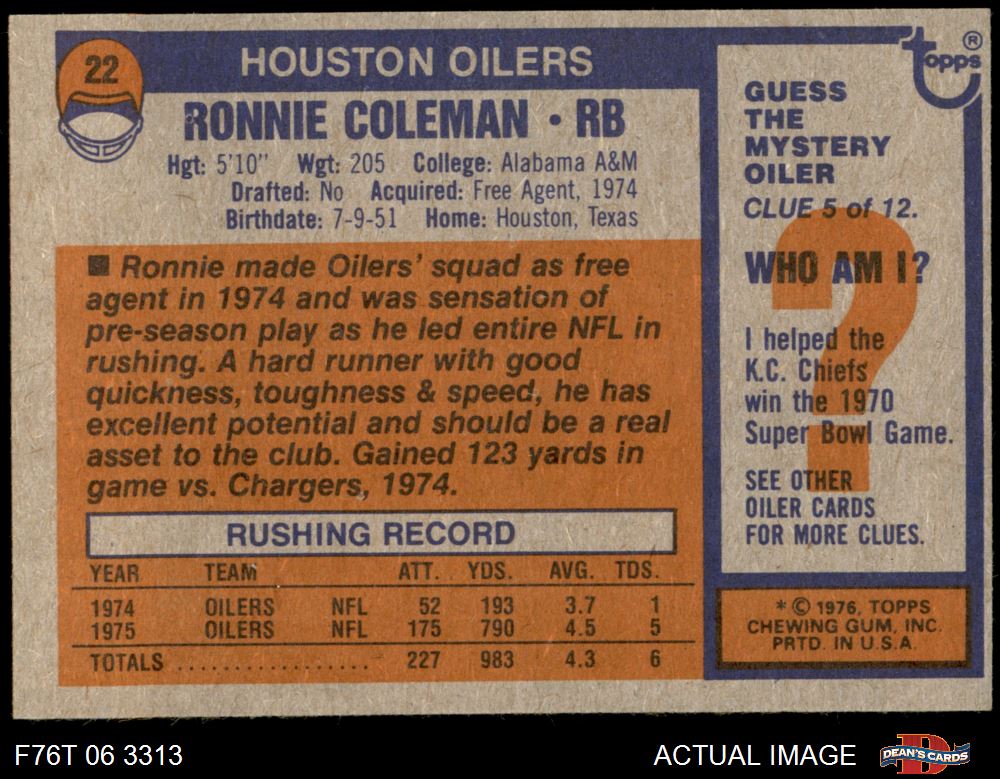 22
HOUSTON OILERS
RONNIE COLEMAN • RB
Hgt: 5'10" Wgt: 205 College: Alabama A&M
Drafted: No Acquired: Free Agent, 1974
Birthdate: 7-9-51 Home: Houston, Texas
■ Ronnie made Oilers' squad as free
agent in 1974 and was sensation of
pre-season play as he led entire NFL in
rushing. A hard runner with good
quickness, toughness & speed, he has
excellent potential and should be a real
asset to the club. Gained 123 yards in
game vs. Chargers, 1974.
RUSHING RECORD
YEAR TEAM ATT. YDS. AVG. TDS.
1974 OILERS NFL 52 193 3.7 1
1975 OILERS NFL 175 790 4.5 5
TOTALS .................. 227 983 4.3 6
topps ®
GUESS
THE
MYSTERY
OILER
CLUE 5 of 12.
?
WHO AM I?
I helped the
K.C. Chiefs
win the 1970
Super Bowl Game.
SEE OTHER
OILER CARDS
FOR MORE CLUES.
* © 1976, TOPPS
CHEWING GUM, INC.
PRTD. IN U.S.A.
F76T 06 3313
ACTUAL IMAGE
D
DEAN'S CARDS